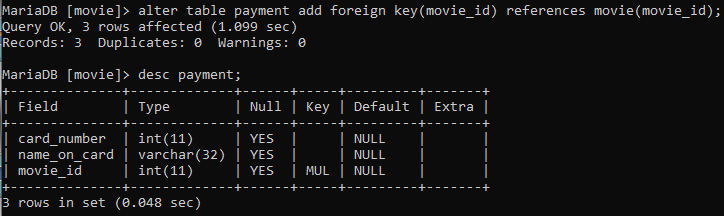 MariaDB [movie]> alter table payment add foreign key(movie_id) references movie(movie_id);
Query OK, 3 rows affected (1.099 sec)
Records: 3  Duplicates: 0  Warnings: 0

MariaDB [movie]> desc payment;
+--------------+-------------+------+-----+---------+-------+
| Field        | Type        | Null | Key | Default | Extra |
+--------------+-------------+------+-----+---------+-------+
| card_number  | int(11)     | YES  |     | NULL    |       |
| name_on_card | varchar(32) | YES  |     | NULL    |       |
| movie_id     | int(11)     | YES  | MUL | NULL    |       |
+--------------+-------------+------+-----+---------+-------+
3 rows in set (0.048 sec)